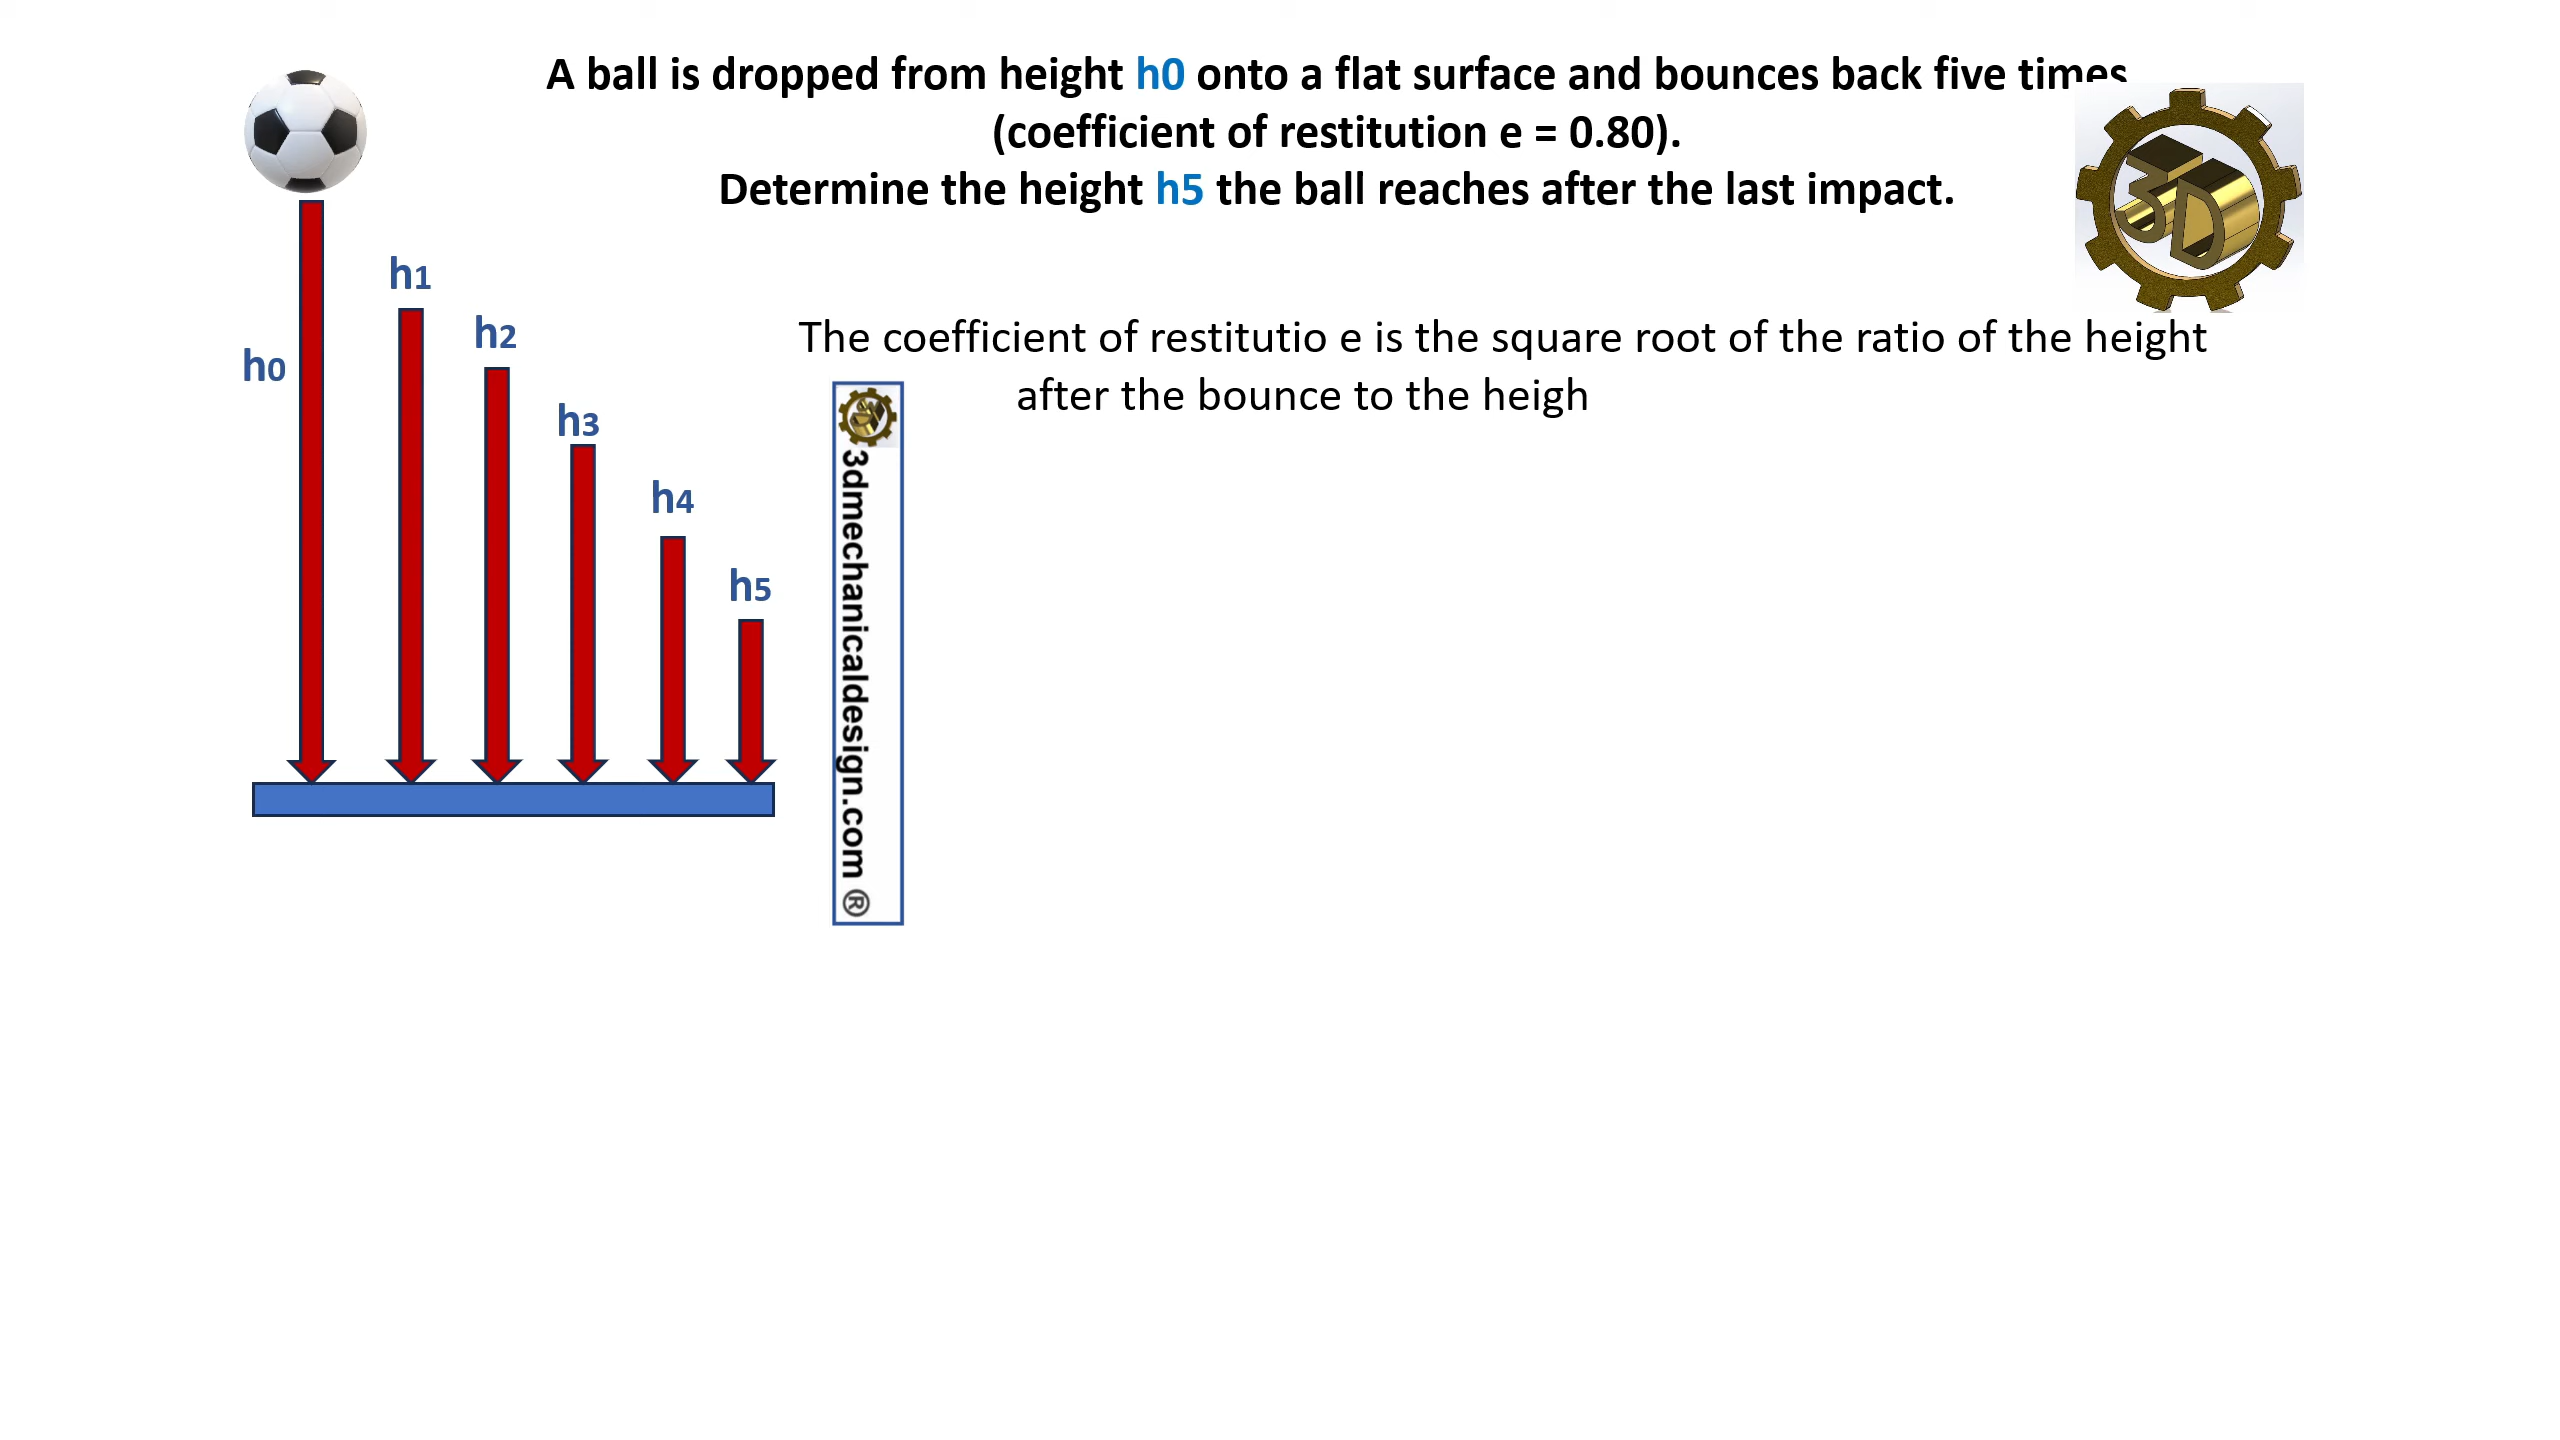 A ball is dropped from height h0 onto a flat surface and bounces back five times
(coefficient of restitution e = 0.80).
Determine the height h5 the ball reaches after the last impact.
The coefficient of restitutio e is the square root of the ratio of the height
after the bounce to the heigh
h0
h1
h2
h3
h4
h5
3dmechanicaldesign.com ®
3D